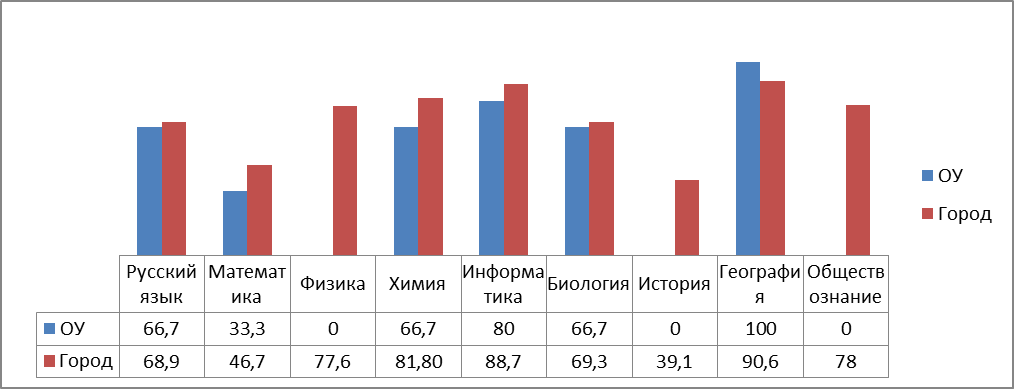 ОУ
Город
Русский язык
Математ
ика
Физика
Химия
Информа
тика
Биология
История
Географи
я
Обществ
ознание
ОУ 66,7 33,3 0 66,7 80 66,7 0 100 0
Город 68,9 46,7 77,6 81,80 88,7 69,3 39,1 90,6 78